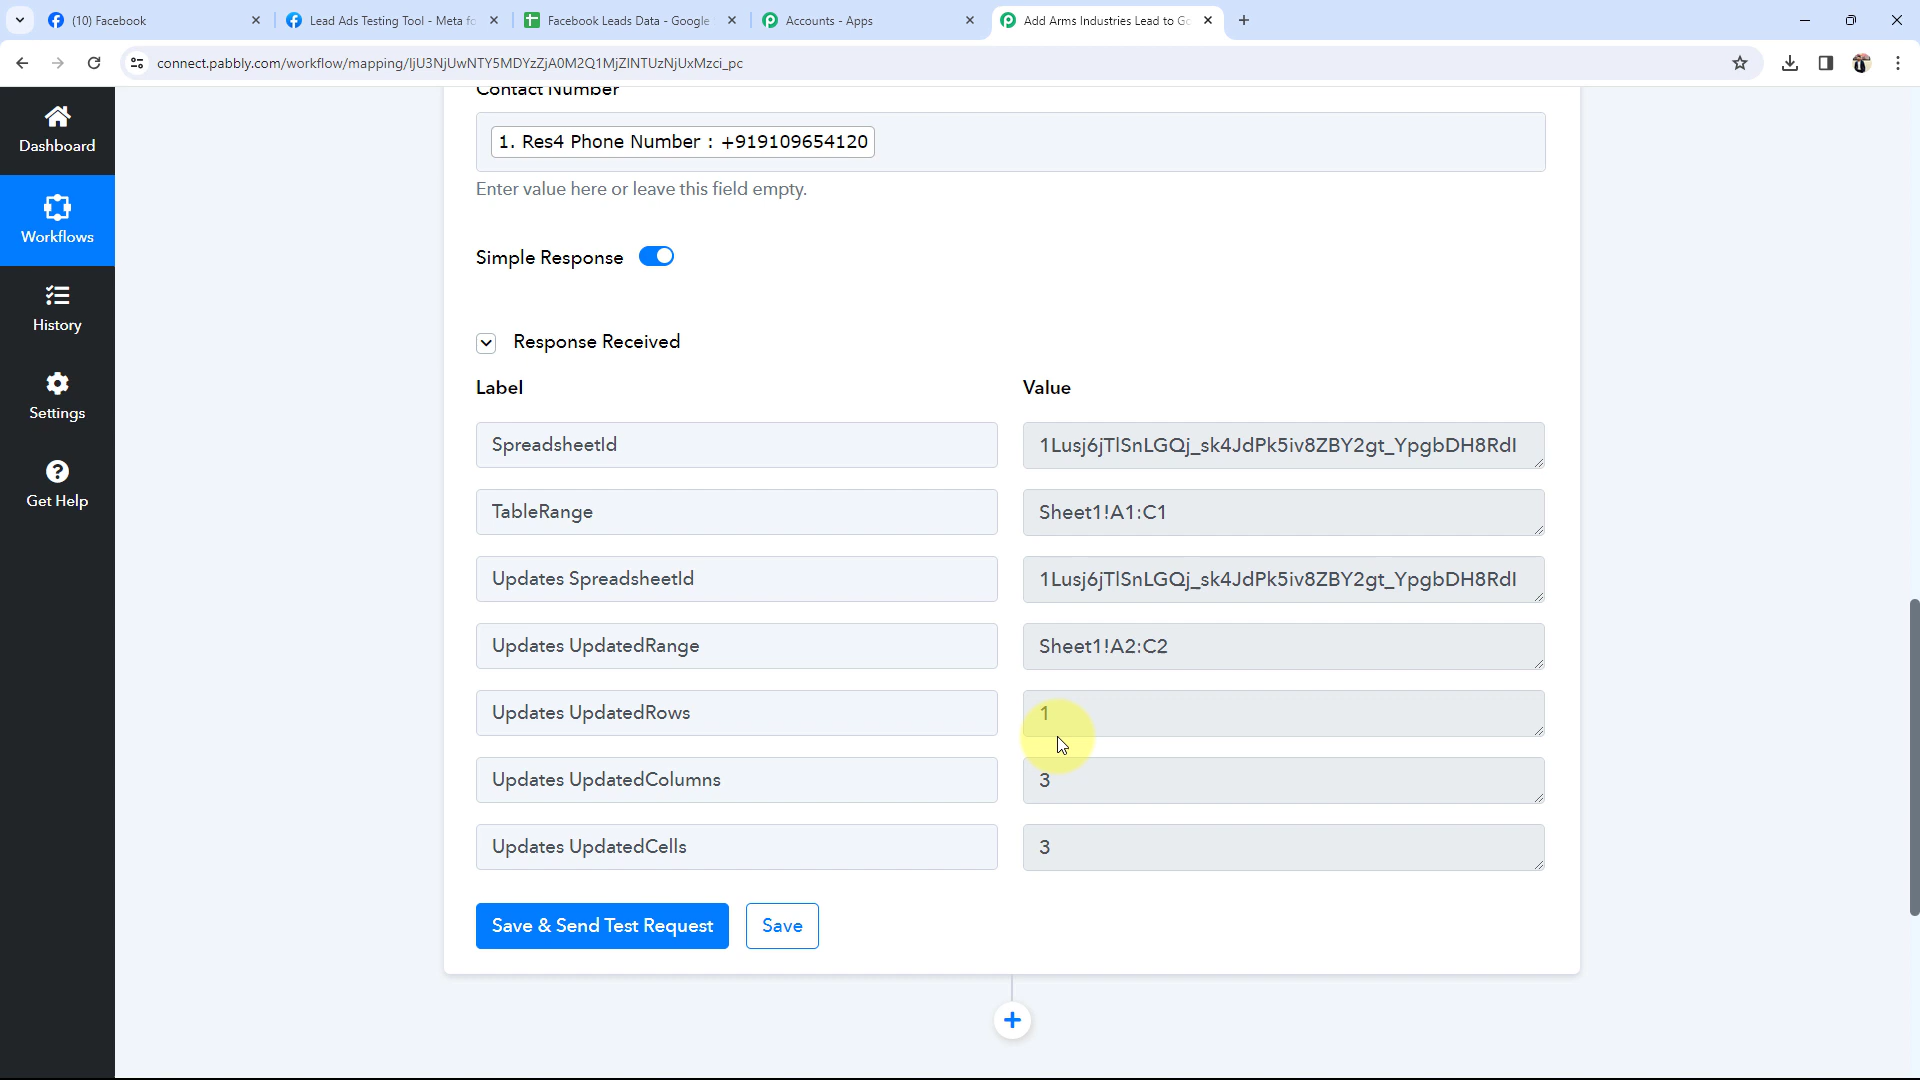 (10) Facebook
Lead Ads Testing Tool - Meta fo
Facebook Leads Data - Google
Accounts - Apps
Add Arms Industries Lead to Go
connect.pabbly.com/workflow/mapping/IjU3NjUwNTY5MDYzZjA0M2Q1MjZINTUzNjUxMzci_pc
Dashboard
Workflows
History
Settings
Get Help
Contact Number
1. Res4 Phone Number : +919109654120
Enter value here or leave this field empty.
Simple Response
Response Received
Label
Value
SpreadsheetId
1Lusj6jTlSnLGQj_sk4JdPk5iv8ZBY2gt_YpgbDH8RdI
TableRange
Sheet1!A1:C1
Updates SpreadsheetId
1Lusj6jTlSnLGQj_sk4JdPk5iv8ZBY2gt_YpgbDH8RdI
Updates UpdatedRange
Sheet1!A2:C2
Updates UpdatedRows
1
Updates UpdatedColumns
3
Updates UpdatedCells
3
Save & Send Test Request
Save